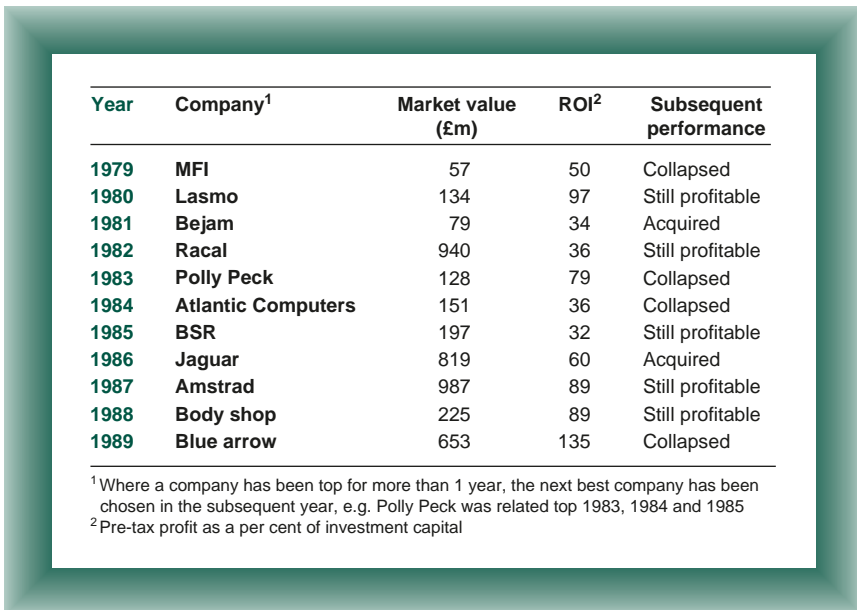 Year Company1 Market value ROI2 Subsequent
(£m) performance
1979 MFI 57 50 Collapsed
1980 Lasmo 134 97 Still profitable
1981 Bejam 79 34 Acquired
1982 Racal 940 36 Still profitable
1983 Polly Peck 128 79 Collapsed
1984 Atlantic Computers 151 36 Collapsed
1985 BSR 197 32 Still profitable
1986 Jaguar 819 60 Acquired
1987 Amstrad 987 89 Still profitable
1988 Body shop 225 89 Still profitable
1989 Blue arrow 653 135 Collapsed
1 Where a company has been top for more than 1 year, the next best company has been
chosen in the subsequent year, e.g. Polly Peck was related top 1983, 1984 and 1985
2 Pre-tax profit as a per cent of investment capital